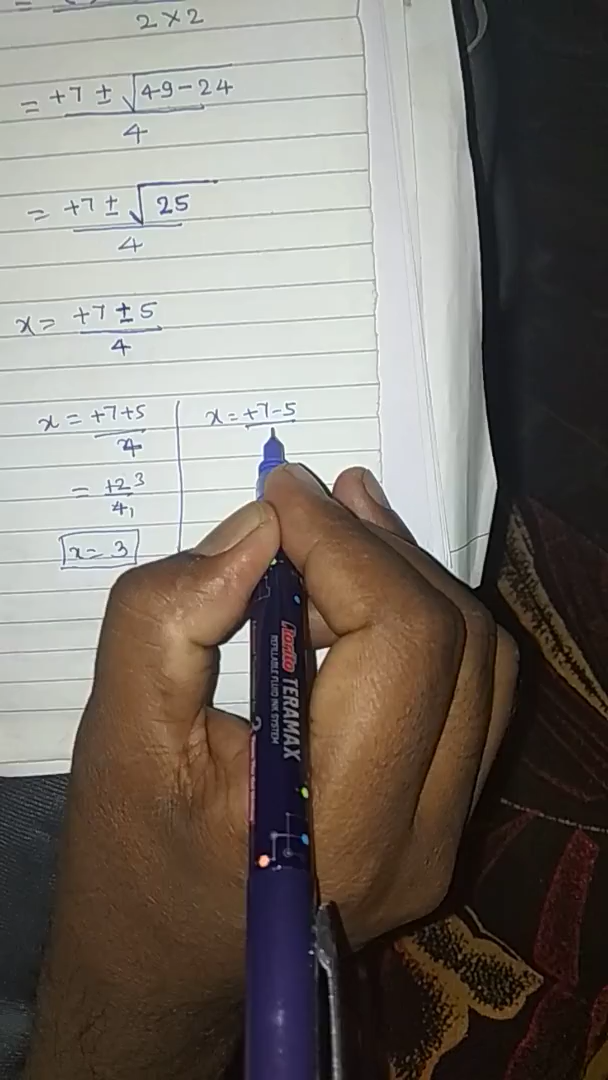 2 × 2
= +7 ± √49-24
4
= +7 ± √25
4
x = +7 ± 5
4
x = +7+5
4
= +12 3
4 1
x = 3
x = +7-5
Montex TERAMAX
REFILLABLE FLUID INK SYSTEM